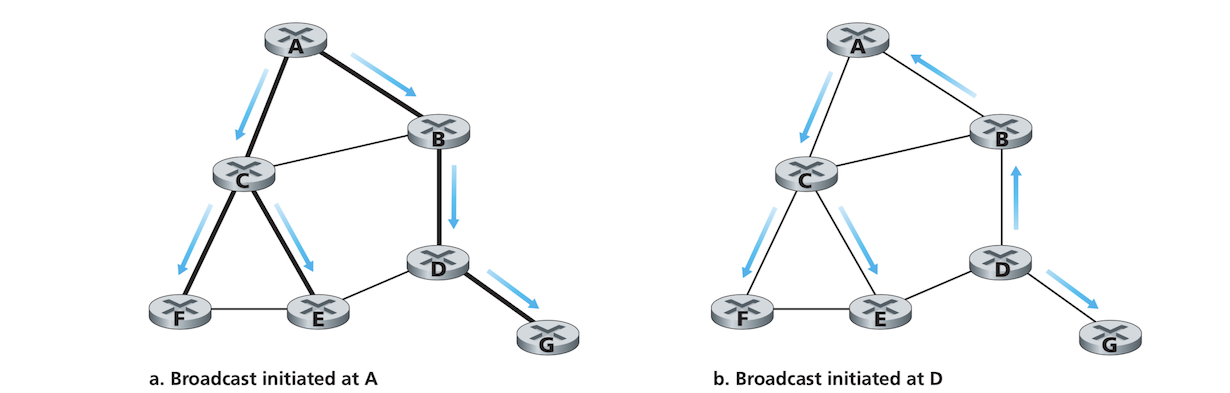 A
B
C
D
F
E
G
a. Broadcast initiated at A
A
B
C
D
F
E
G
b. Broadcast initiated at D